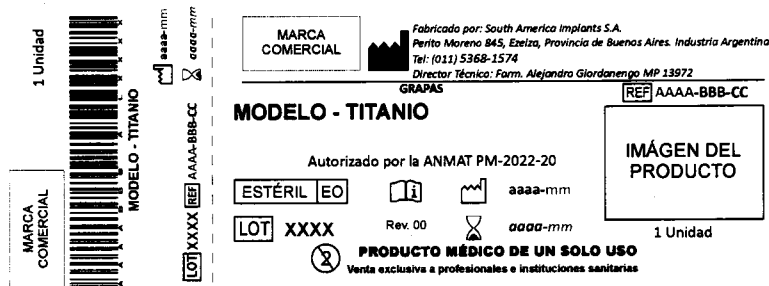 1 Unidad
MARCA
COMERCIAL
MODELO - TITANIO
aaaa-mm
aaaa-mm
LOT XXXX REF AAAA-BBB-CC
MARCA
COMERCIAL
Fabricado por: South America Implants S.A.
Perito Moreno 845, Ezeiza, Provincia de Buenos Aires. Industria Argentina
Tel: (011) 5368-1574
Director Técnico: Farm. Alejandro Giordanengo MP 13972
GRAPAS
REF AAAA-BBB-CC
MODELO - TITANIO
IMÁGEN DEL
PRODUCTO
Autorizado por la ANMAT PM-2022-20
ESTÉRIL EO
aaaa-mm
LOT XXXX
Rev. 00
aaaa-mm
1 Unidad
2
PRODUCTO MÉDICO DE UN SOLO USO
Venta exclusiva a profesionales e instituciones sanitarias